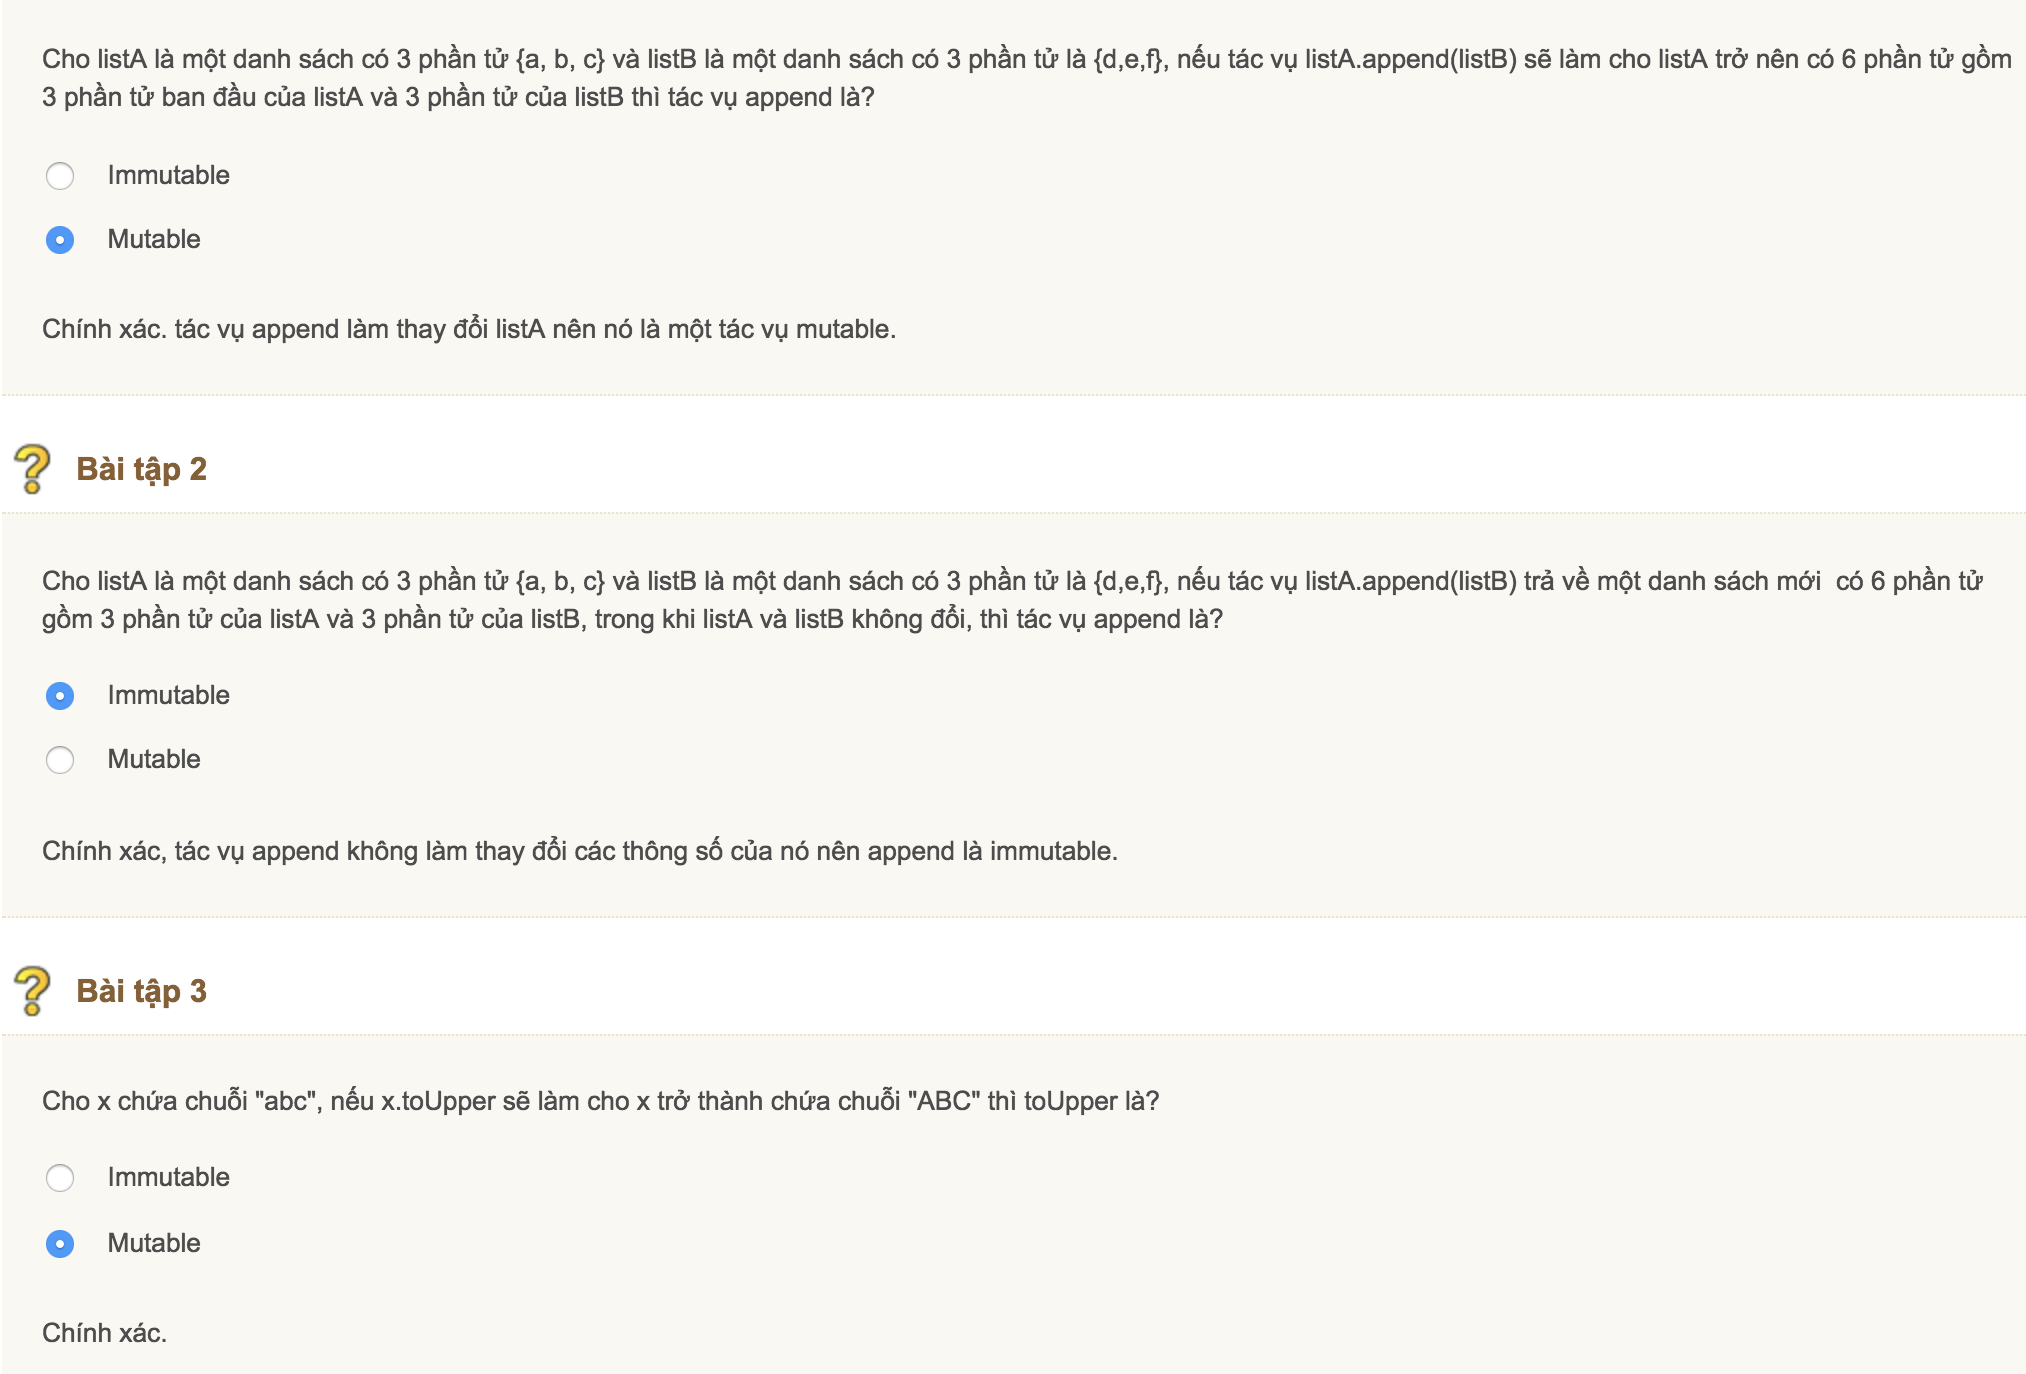 Cho listA là một danh sách có 3 phần tử {a, b, c} và listB là một danh sách có 3 phần tử là {d,e,f}, nếu tác vụ listA.append(listB) sẽ làm cho listA trở nên có 6 phần tử gồm
3 phần tử ban đầu của listA và 3 phần tử của listB thì tác vụ append là?
Immutable
Mutable
Chính xác. tác vụ append làm thay đổi listA nên nó là một tác vụ mutable.
Bài tập 2
Cho listA là một danh sách có 3 phần tử {a, b, c} và listB là một danh sách có 3 phần tử là {d,e,f}, nếu tác vụ listA.append(listB) trả về một danh sách mới  có 6 phần tử
gồm 3 phần tử của listA và 3 phần tử của listB, trong khi listA và listB không đổi, thì tác vụ append là?
Immutable
Mutable
Chính xác, tác vụ append không làm thay đổi các thông số của nó nên append là immutable.
Bài tập 3
Cho x chứa chuỗi "abc", nếu x.toUpper sẽ làm cho x trở thành chứa chuỗi "ABC" thì toUpper là?
Immutable
Mutable
Chính xác.